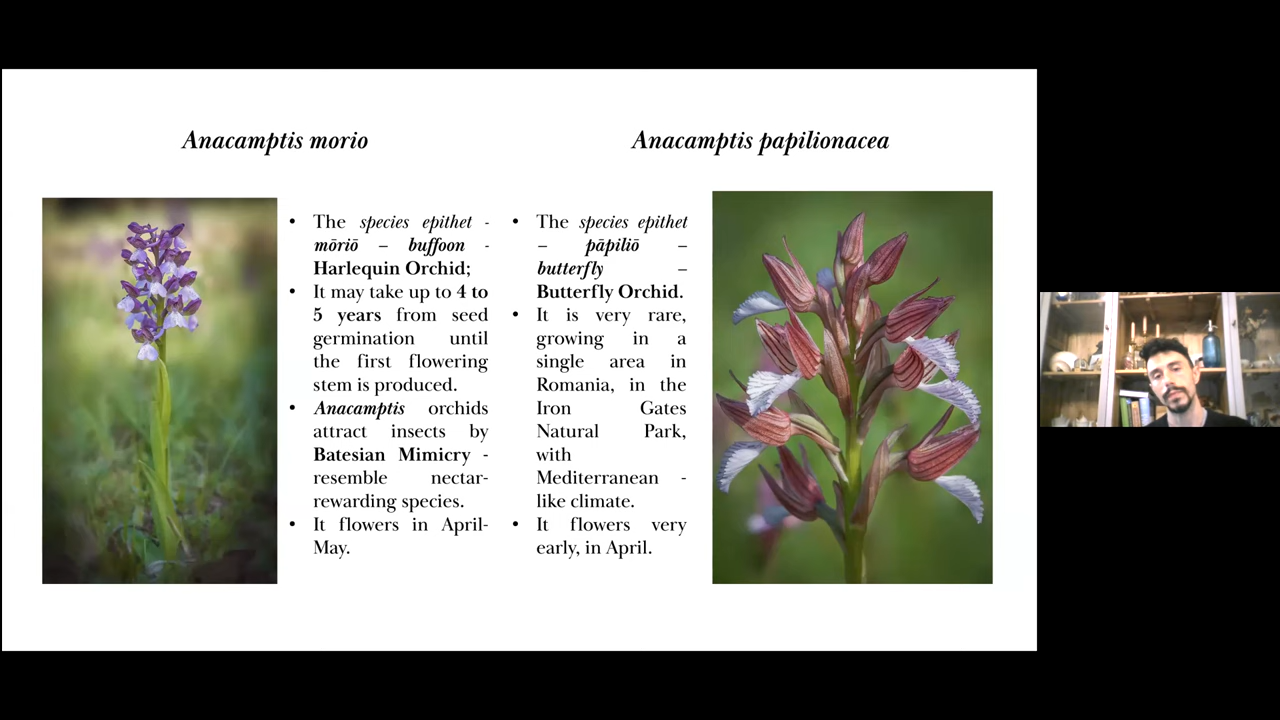 Anacamptis morio
Anacamptis papilionacea
• The species epithet -
mōriō – buffoon -
Harlequin Orchid;
• It may take up to 4 to
5 years from seed
germination until
the first flowering
stem is produced.
• Anacamptis orchids
attract insects by
Batesian Mimicry -
resemble nectar-
rewarding species.
• It flowers in April-
May.
• The species epithet
– pāpiliō –
butterfly –
Butterfly Orchid.
• It is very rare,
growing in a
single area in
Romania, in the
Iron Gates
Natural Park,
with
Mediterranean -
like climate.
• It flowers very
early, in April.